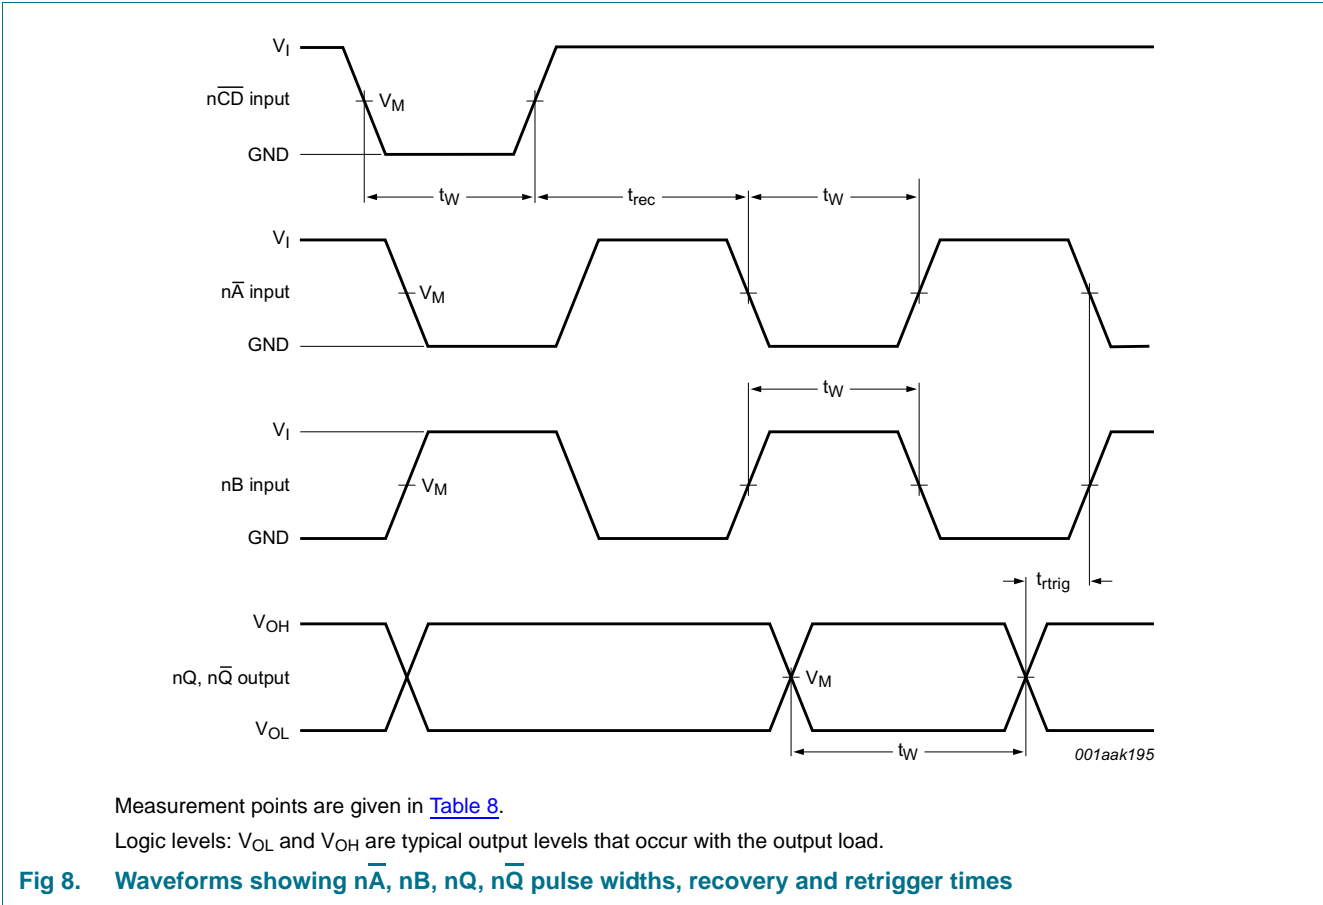 VI
nC̅D̅ input
VM
GND
tW
trec
tW
VI
nA̅ input
VM
GND
tW
VI
nB input
VM
GND
trtrig
VOH
nQ, nQ̅ output
VM
VOL
tW
001aak195
Measurement points are given in Table 8.
Logic levels: VOL and VOH are typical output levels that occur with the output load.
Fig 8. Waveforms showing nA̅, nB, nQ, nQ̅ pulse widths, recovery and retrigger times